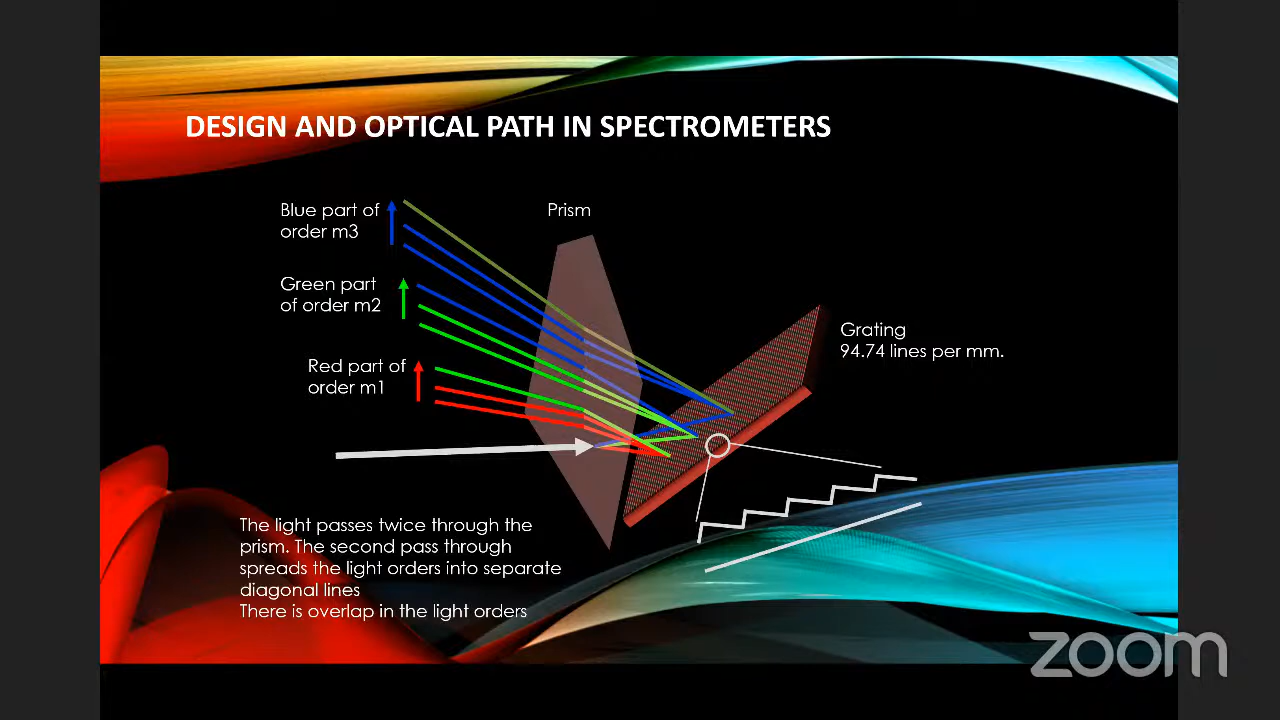 DESIGN AND OPTICAL PATH IN SPECTROMETERS
Blue part of
order m3
Prism
Green part
of order m2
Grating
94.74 lines per mm.
Red part of
order m1
The light passes twice through the
prism. The second pass through
spreads the light orders into separate
diagonal lines
There is overlap in the light orders
zoom